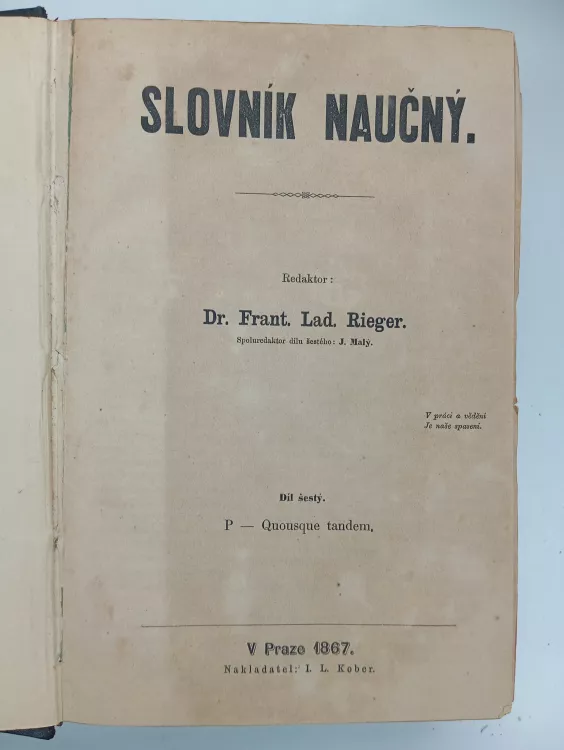 SLOVNÍK NAUČNÝ.
Redaktor:
Dr. Frant. Lad. Rieger.
Spoluredaktor dílu šestého: J. Malý.
V práci a vědění
Je naše spasení.
Díl šestý.
P — Quousque tandem.
V Praze 1867.
Nakladatel: I. L. Kober.